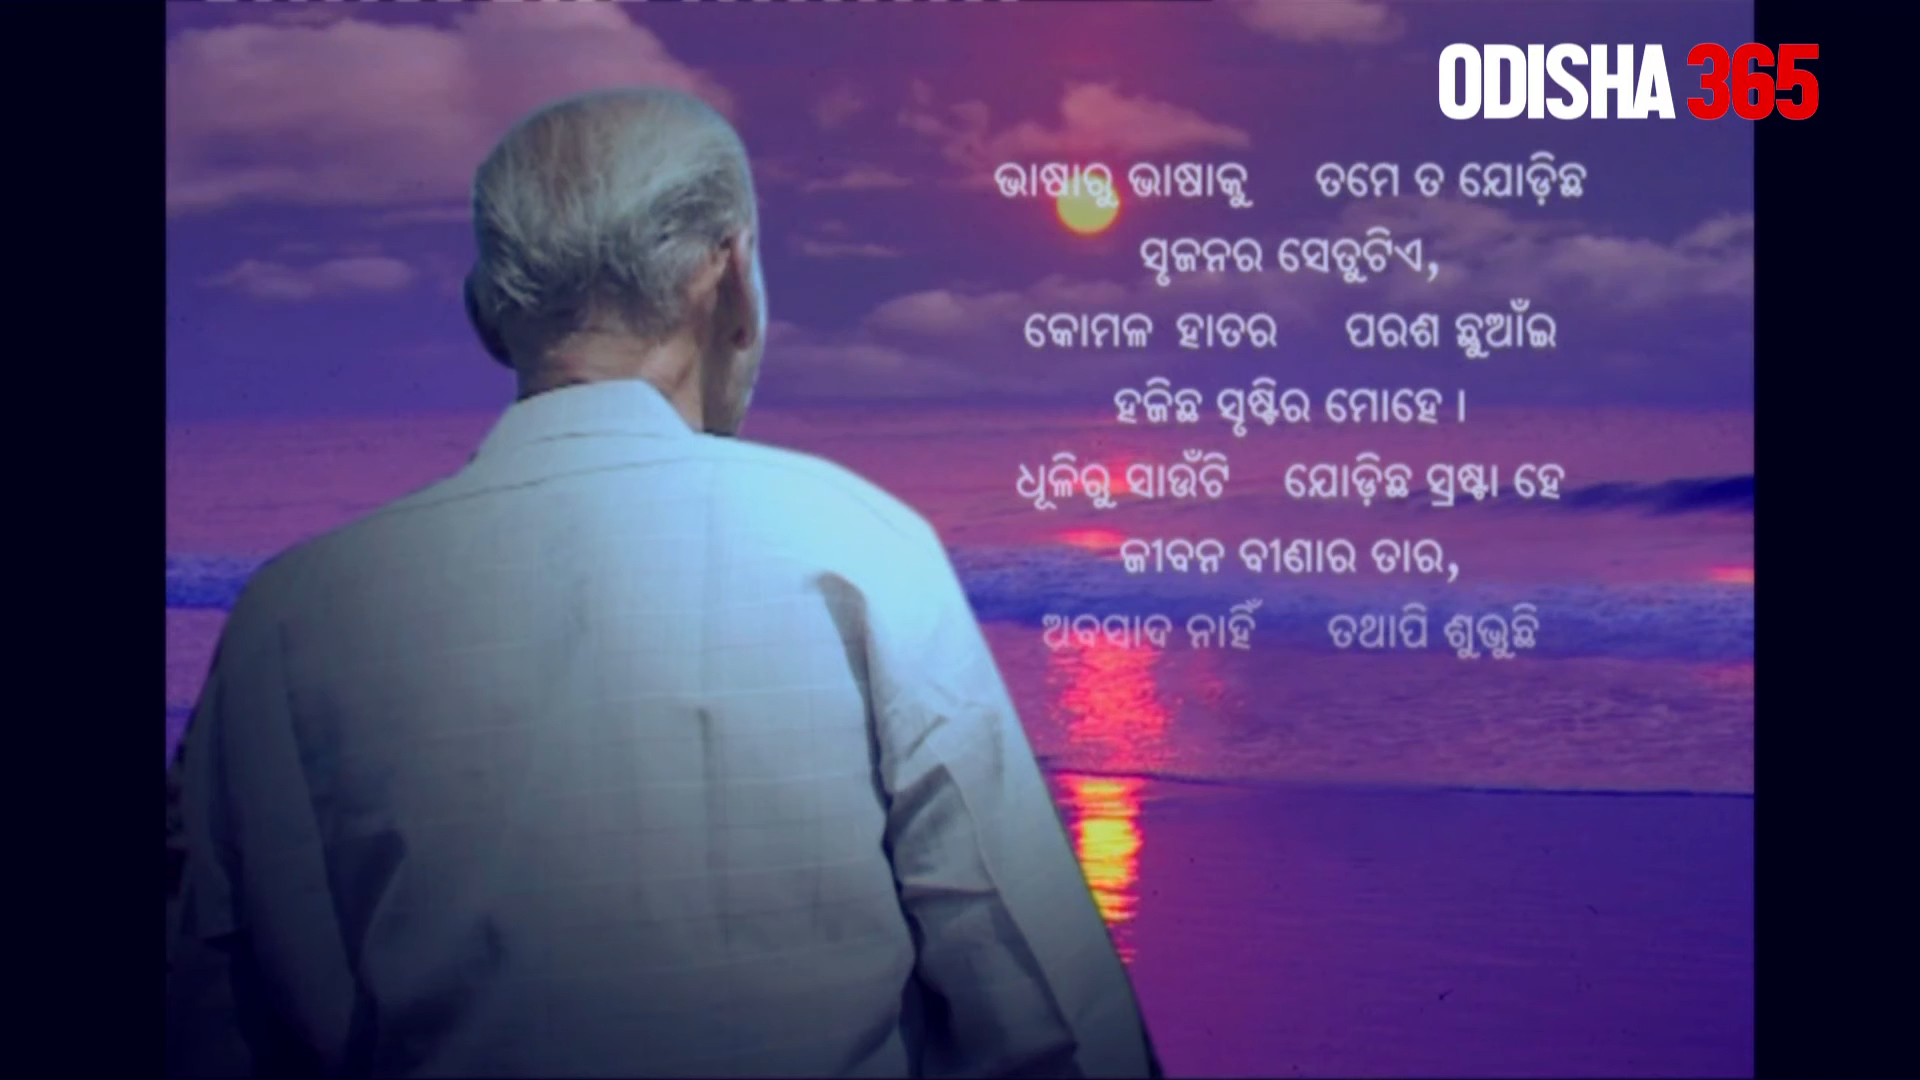 ODISHA 365
ଭାଷାରୁ ଭାଷାକୁ ତମେ ତ ଯୋଡ଼ିଛ
ସୃଜନର ସେତୁଟିଏ,
କୋମଳ ହାତର ପରଶ ଛୁଆଁଇ
ହଜିଛ ସୃଷ୍ଟିର ମୋହେ ।
ଧୂଳିରୁ ସାଉଁଟି ଯୋଡ଼ିଛ ସ୍ରଷ୍ଟା ହେ
ଜୀବନ ବୀଣାର ତାର,
ଅବସାଦ ନାହିଁ ତଥାପି ଶୁଭୁଛି